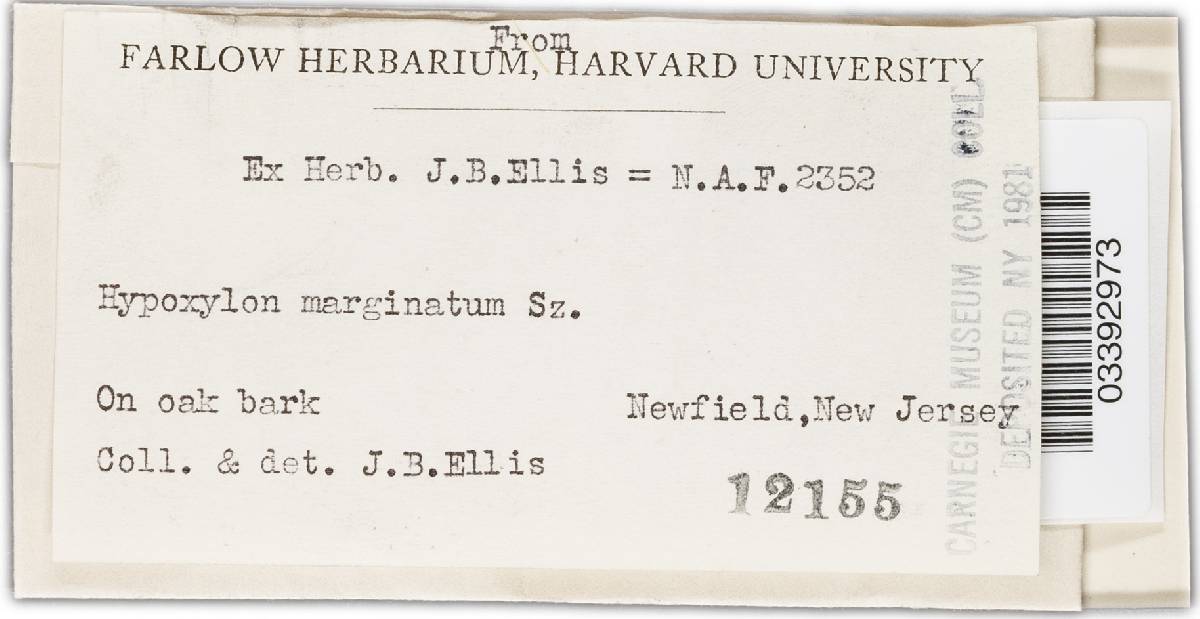 From
FARLOW HERBARIUM, HARVARD UNIVERSITY
Ex Herb. J.B.Ellis = N.A.F.2352
Hypoxylon marginatum Sz.
On oak bark
Newfield,New Jersey
Coll. & det. J.B.Ellis
12155
CARNEGIE MUSEUM (CM) COLL.
DEPOSITED NY 1981
03392973